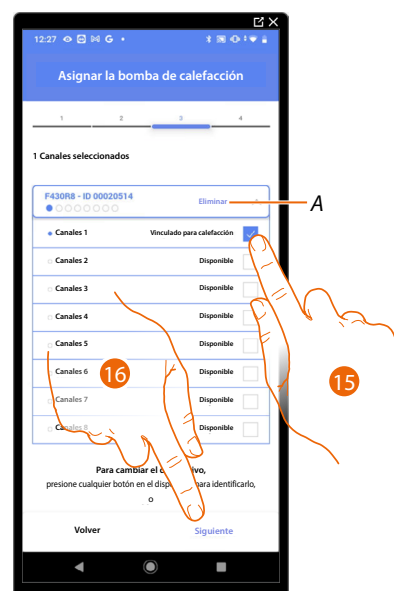 12:27
Asignar la bomba de calefacción
1 2 3 4
1 Canales seleccionados
F430R8 - ID 00020514
Eliminar
A
Canales 1 Vinculado para calefacción
Canales 2 Disponible
Canales 3 Disponible
Canales 4 Disponible
Canales 5 Disponible
Canales 6 Disponible
Canales 7 Disponible
Canales 8 Disponible
15
16
Para cambiar el
presione cualquier botón en el para identificarlo,
o
Volver Siguiente